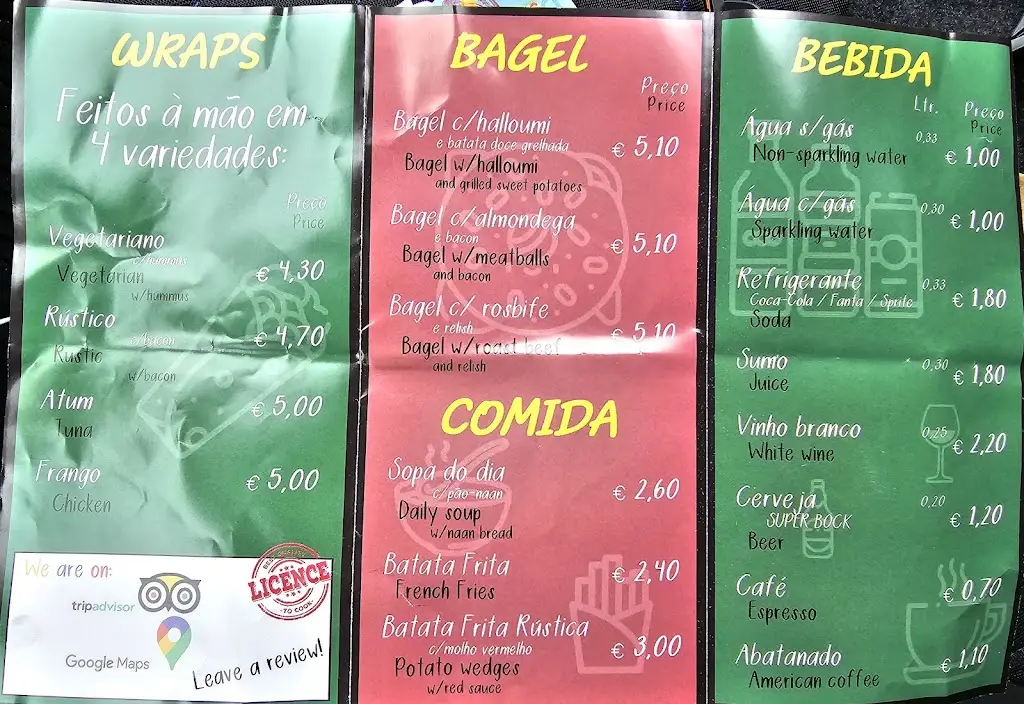 WRAPS
Feitos à mão em
4 variedades:
Preço
Price
Vegetariano
c/hummus
Vegetarian
w/hummus
€ 4,30
Rústico
c/bacon
Rustic
w/bacon
€ 4,70
Atum
Tuna
€ 5,00
Frango
Chicken
€ 5,00
We are on:
tripadvisor
Google Maps
LICENCE
TO COOK
Leave a review!
BAGEL
Preço
Price
Bagel c/halloumi
e batata doce grelhada
Bagel w/halloumi
and grilled sweet potatoes
€ 5,10
Bagel c/almondega
e bacon
Bagel w/meatballs
and bacon
€ 5,10
Bagel c/ rosbife
e relish
Bagel w/roast beef
and relish
€ 5,10
COMIDA
Sopa do dia
c/pão-naan
Daily soup
w/naan bread
€ 2,60
Batata Frita
French Fries
€ 2,40
Batata Frita Rústica
c/molho vermelho
Potato wedges
w/red sauce
€ 3,00
BEBIDA
Ltr.
Preço
Price
Água s/gás
Non-sparkling water
0,33
€ 1,00
Água c/gás
Sparkling water
0,30
€ 1,00
Refrigerante
Coca-Cola / Fanta / Sprite
Soda
0,33
€ 1,80
Sumo
Juice
0,30
€ 1,80
Vinho branco
White wine
0,25
€ 2,20
Cerveja
SUPER BOCK
Beer
0,20
€ 1,20
Café
Espresso
€ 0,70
Abatanado
American coffee
€ 1,10